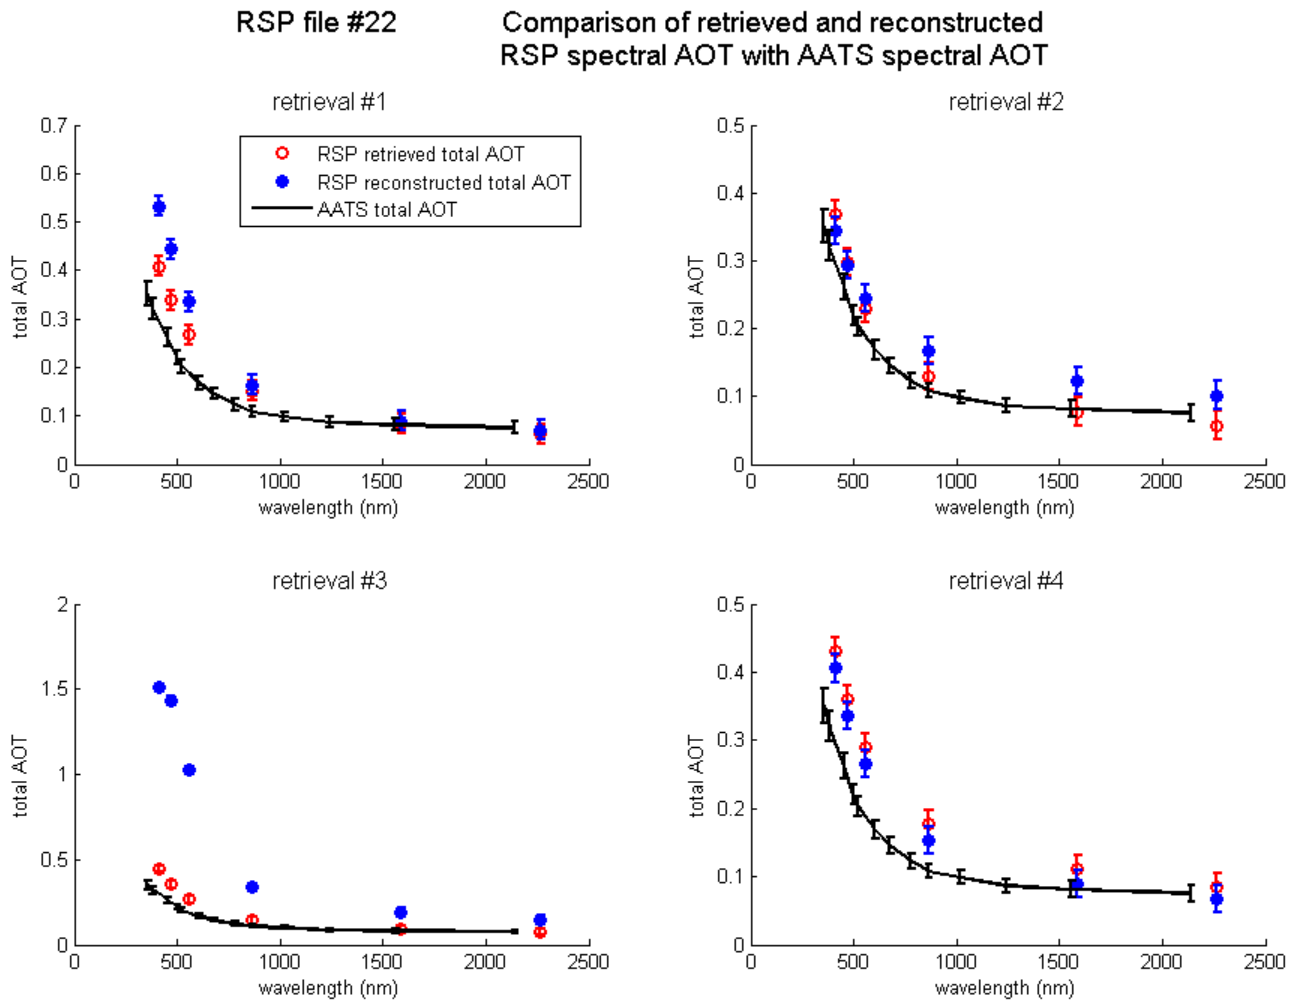 RSP file #22
Comparison of retrieved and reconstructed
RSP spectral AOT with AATS spectral AOT
retrieval #1
0.7
0.6
0.5
0.4
0.3
0.2
0.1
0
total AOT
RSP retrieved total AOT
RSP reconstructed total AOT
AATS total AOT
0 500 1000 1500 2000 2500
wavelength (nm)
retrieval #2
0.5
0.4
0.3
0.2
0.1
0
total AOT
0 500 1000 1500 2000 2500
wavelength (nm)
retrieval #3
2
1.5
1
0.5
0
total AOT
0 500 1000 1500 2000 2500
wavelength (nm)
retrieval #4
0.5
0.4
0.3
0.2
0.1
0
total AOT
0 500 1000 1500 2000 2500
wavelength (nm)